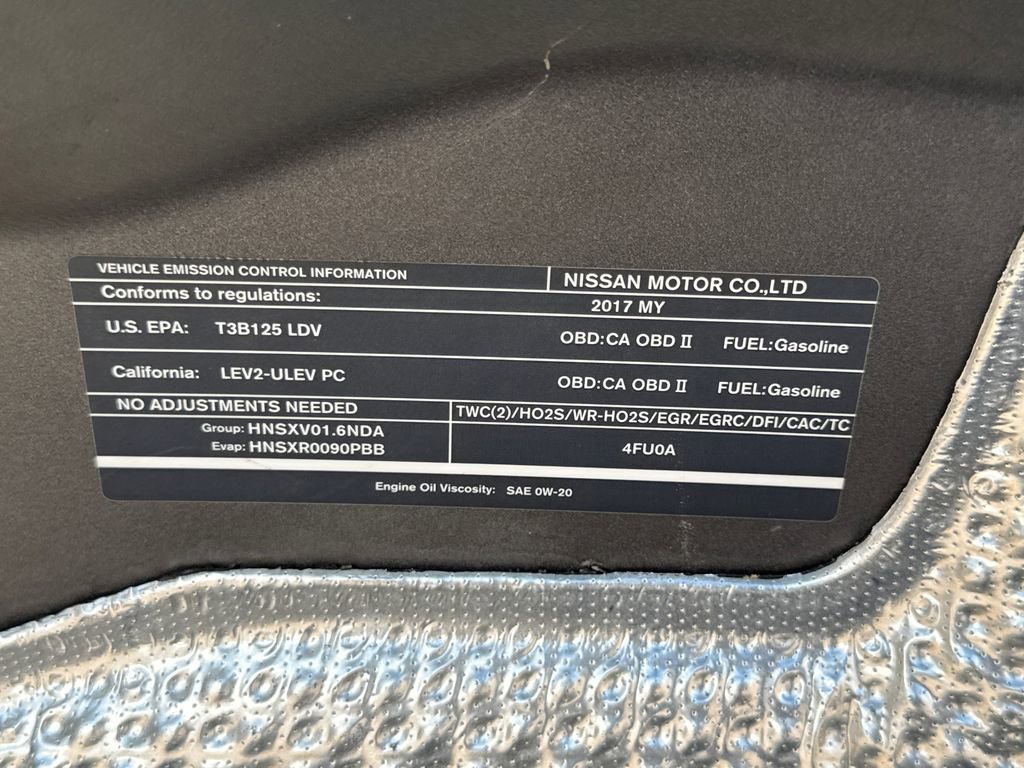 VEHICLE EMISSION CONTROL INFORMATION
NISSAN MOTOR CO.,LTD
Conforms to regulations:
2017 MY
U.S. EPA: T3B125 LDV OBD:CA OBD II FUEL:Gasoline
California: LEV2-ULEV PC OBD:CA OBD II FUEL:Gasoline
NO ADJUSTMENTS NEEDED
TWC(2)/HO2S/WR-HO2S/EGR/EGRC/DFI/CAC/TC
Group: HNSXV01.6NDA
Evap: HNSXR0090PBB
4FU0A
Engine Oil Viscosity: SAE 0W-20